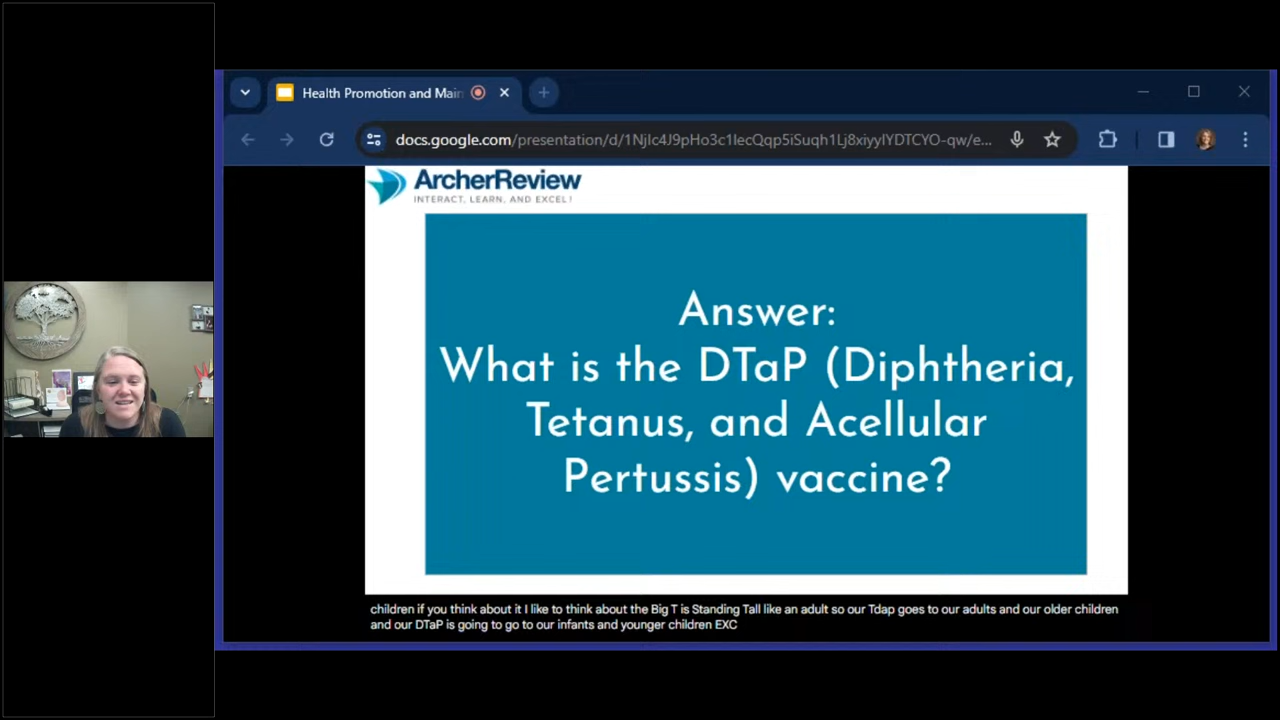 Health Promotion and Main
docs.google.com/presentation/d/1NjIc4J9pHo3c1IecQqp5iSuqh1Lj8xiyyIYDTCYO-qw/e...
ArcherReview
INTERACT, LEARN, AND EXCEL!
Answer:
What is the DTaP (Diphtheria,
Tetanus, and Acellular
Pertussis) vaccine?
children if you think about it I like to think about the Big T is Standing Tall like an adult so our Tdap goes to our adults and our older children
and our DTaP is going to go to our infants and younger children EXC